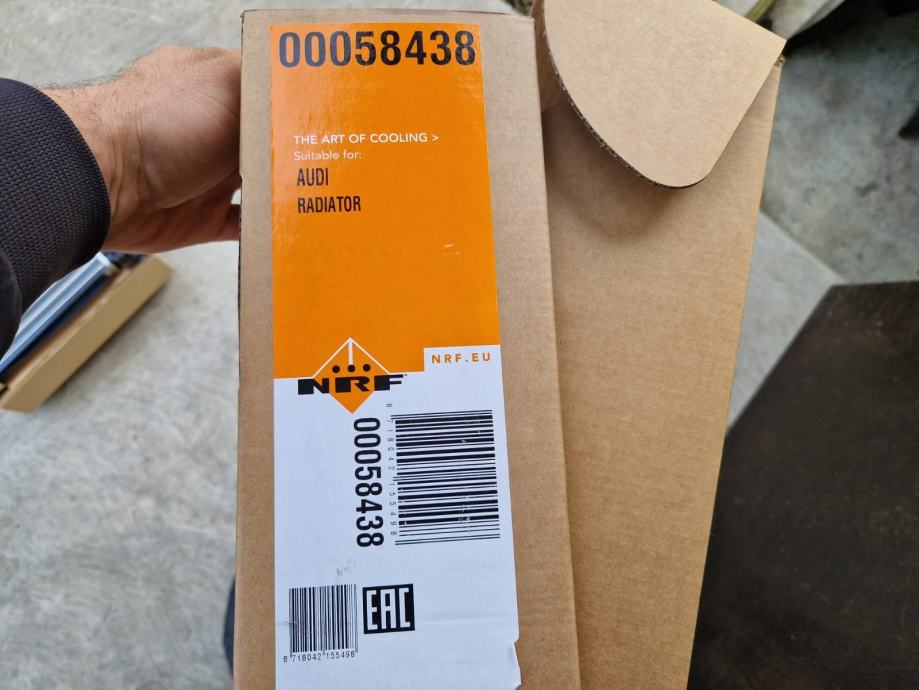 00058438
THE ART OF COOLING >
Suitable for:
AUDI
RADIATOR
NRF.EU
NRF
00058438
8 718042 155498
EAC
8 718042 155498